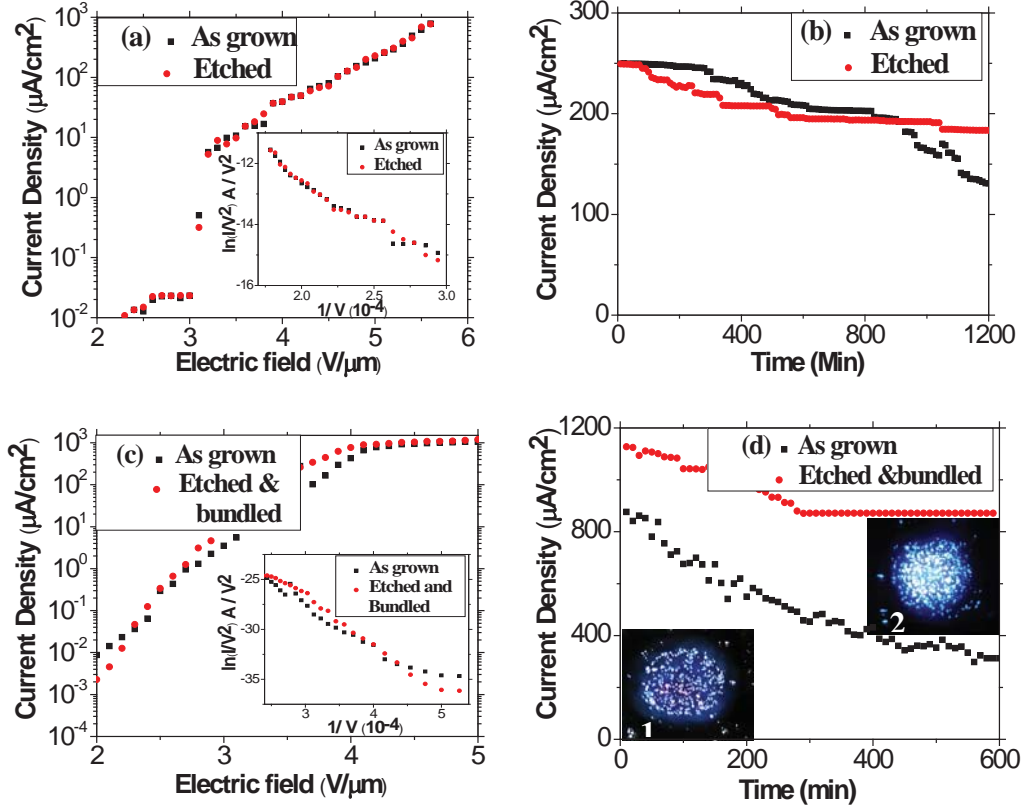 (a)
As grown
Etched
10³
10²
10¹
10⁰
10⁻¹
10⁻²
Current Density (µA/cm²)
2 3 4 5 6
Electric field (V/µm)
As grown
Etched
-12
-14
-16
ln(I/V²) A / V2
2.0 2.5 3.0
1/ V (10⁻⁴)
(b)
As grown
Etched
300
250
200
150
0
Current Density (µA/cm²)
0 400 800 1200
Time (Min)
(c)
As grown
Etched &
bundled
10³
10²
10¹
10⁰
10⁻¹
10⁻²
10⁻³
10⁻⁴
Current Density (µA/cm²)
2 3 4 5
Electric field (V/µm)
As grown
Etched and
Bundled
-25
-30
-35
ln(I/V²) A / V2
3 4 5
1/ V (10⁻⁴)
(d)
As grown
Etched &bundled
1200
800
400
0
Current Density (µA/cm²)
0 200 400 600
Time (min)
1
2